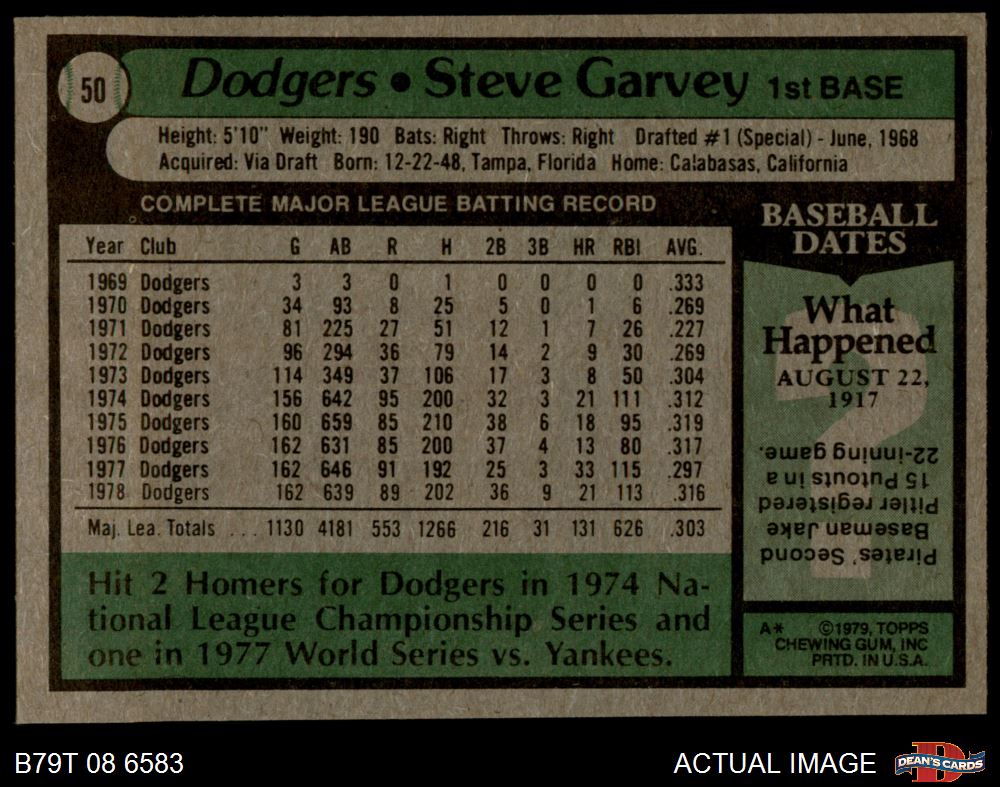 50
Dodgers • Steve Garvey 1st BASE
Height: 5'10" Weight: 190 Bats: Right Throws: Right Drafted #1 (Special) - June, 1968
Acquired: Via Draft Born: 12-22-48, Tampa, Florida Home: Calabasas, California
COMPLETE MAJOR LEAGUE BATTING RECORD
Year Club G AB R H 2B 3B HR RBI AVG.
1969 Dodgers 3 3 0 1 0 0 0 0 .333
1970 Dodgers 34 93 8 25 5 0 1 6 .269
1971 Dodgers 81 225 27 51 12 1 7 26 .227
1972 Dodgers 96 294 36 79 14 2 9 30 .269
1973 Dodgers 114 349 37 106 17 3 8 50 .304
1974 Dodgers 156 642 95 200 32 3 21 111 .312
1975 Dodgers 160 659 85 210 38 6 18 95 .319
1976 Dodgers 162 631 85 200 37 4 13 80 .317
1977 Dodgers 162 646 91 192 25 3 33 115 .297
1978 Dodgers 162 639 89 202 36 9 21 113 .316
Maj. Lea. Totals ... 1130 4181 553 1266 216 31 131 626 .303
Hit 2 Homers for Dodgers in 1974 Na-
tional League Championship Series and
one in 1977 World Series vs. Yankees.
BASEBALL
DATES
What
Happened
AUGUST 22,
1917
Pirates' Second
Baseman Jake
Pitler registered
15 Putouts in a
22-inning game.
A* ©1979, TOPPS
CHEWING GUM, INC
PRTD. IN U.S.A.
B79T 08 6583
ACTUAL IMAGE
DEAN'S CARDS